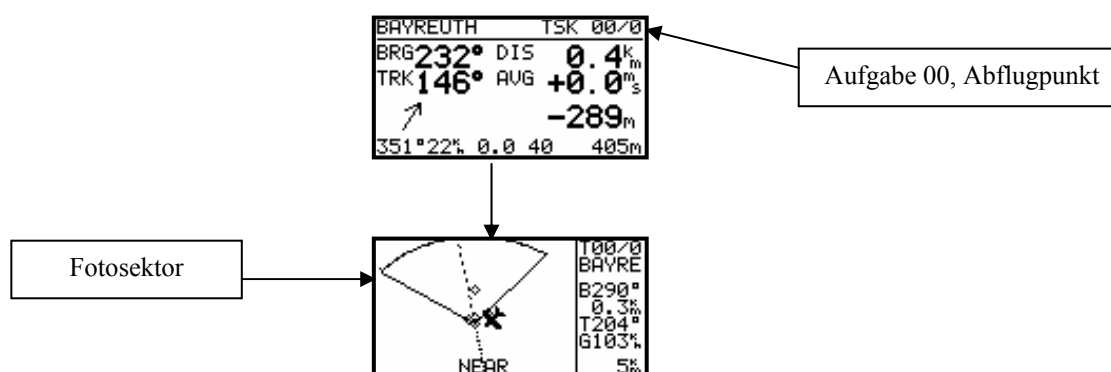 BAYREUTH TSK 00/0
BRG232° DIS 0.4km
TRK146° AVG +0.0m/s
-289m
351°22% 0.0 40 405m
Aufgabe 00, Abflugpunkt
Fotosektor
T00/0
BAYRE
B290°
0.3km
T204°
G103
NEAR 5km